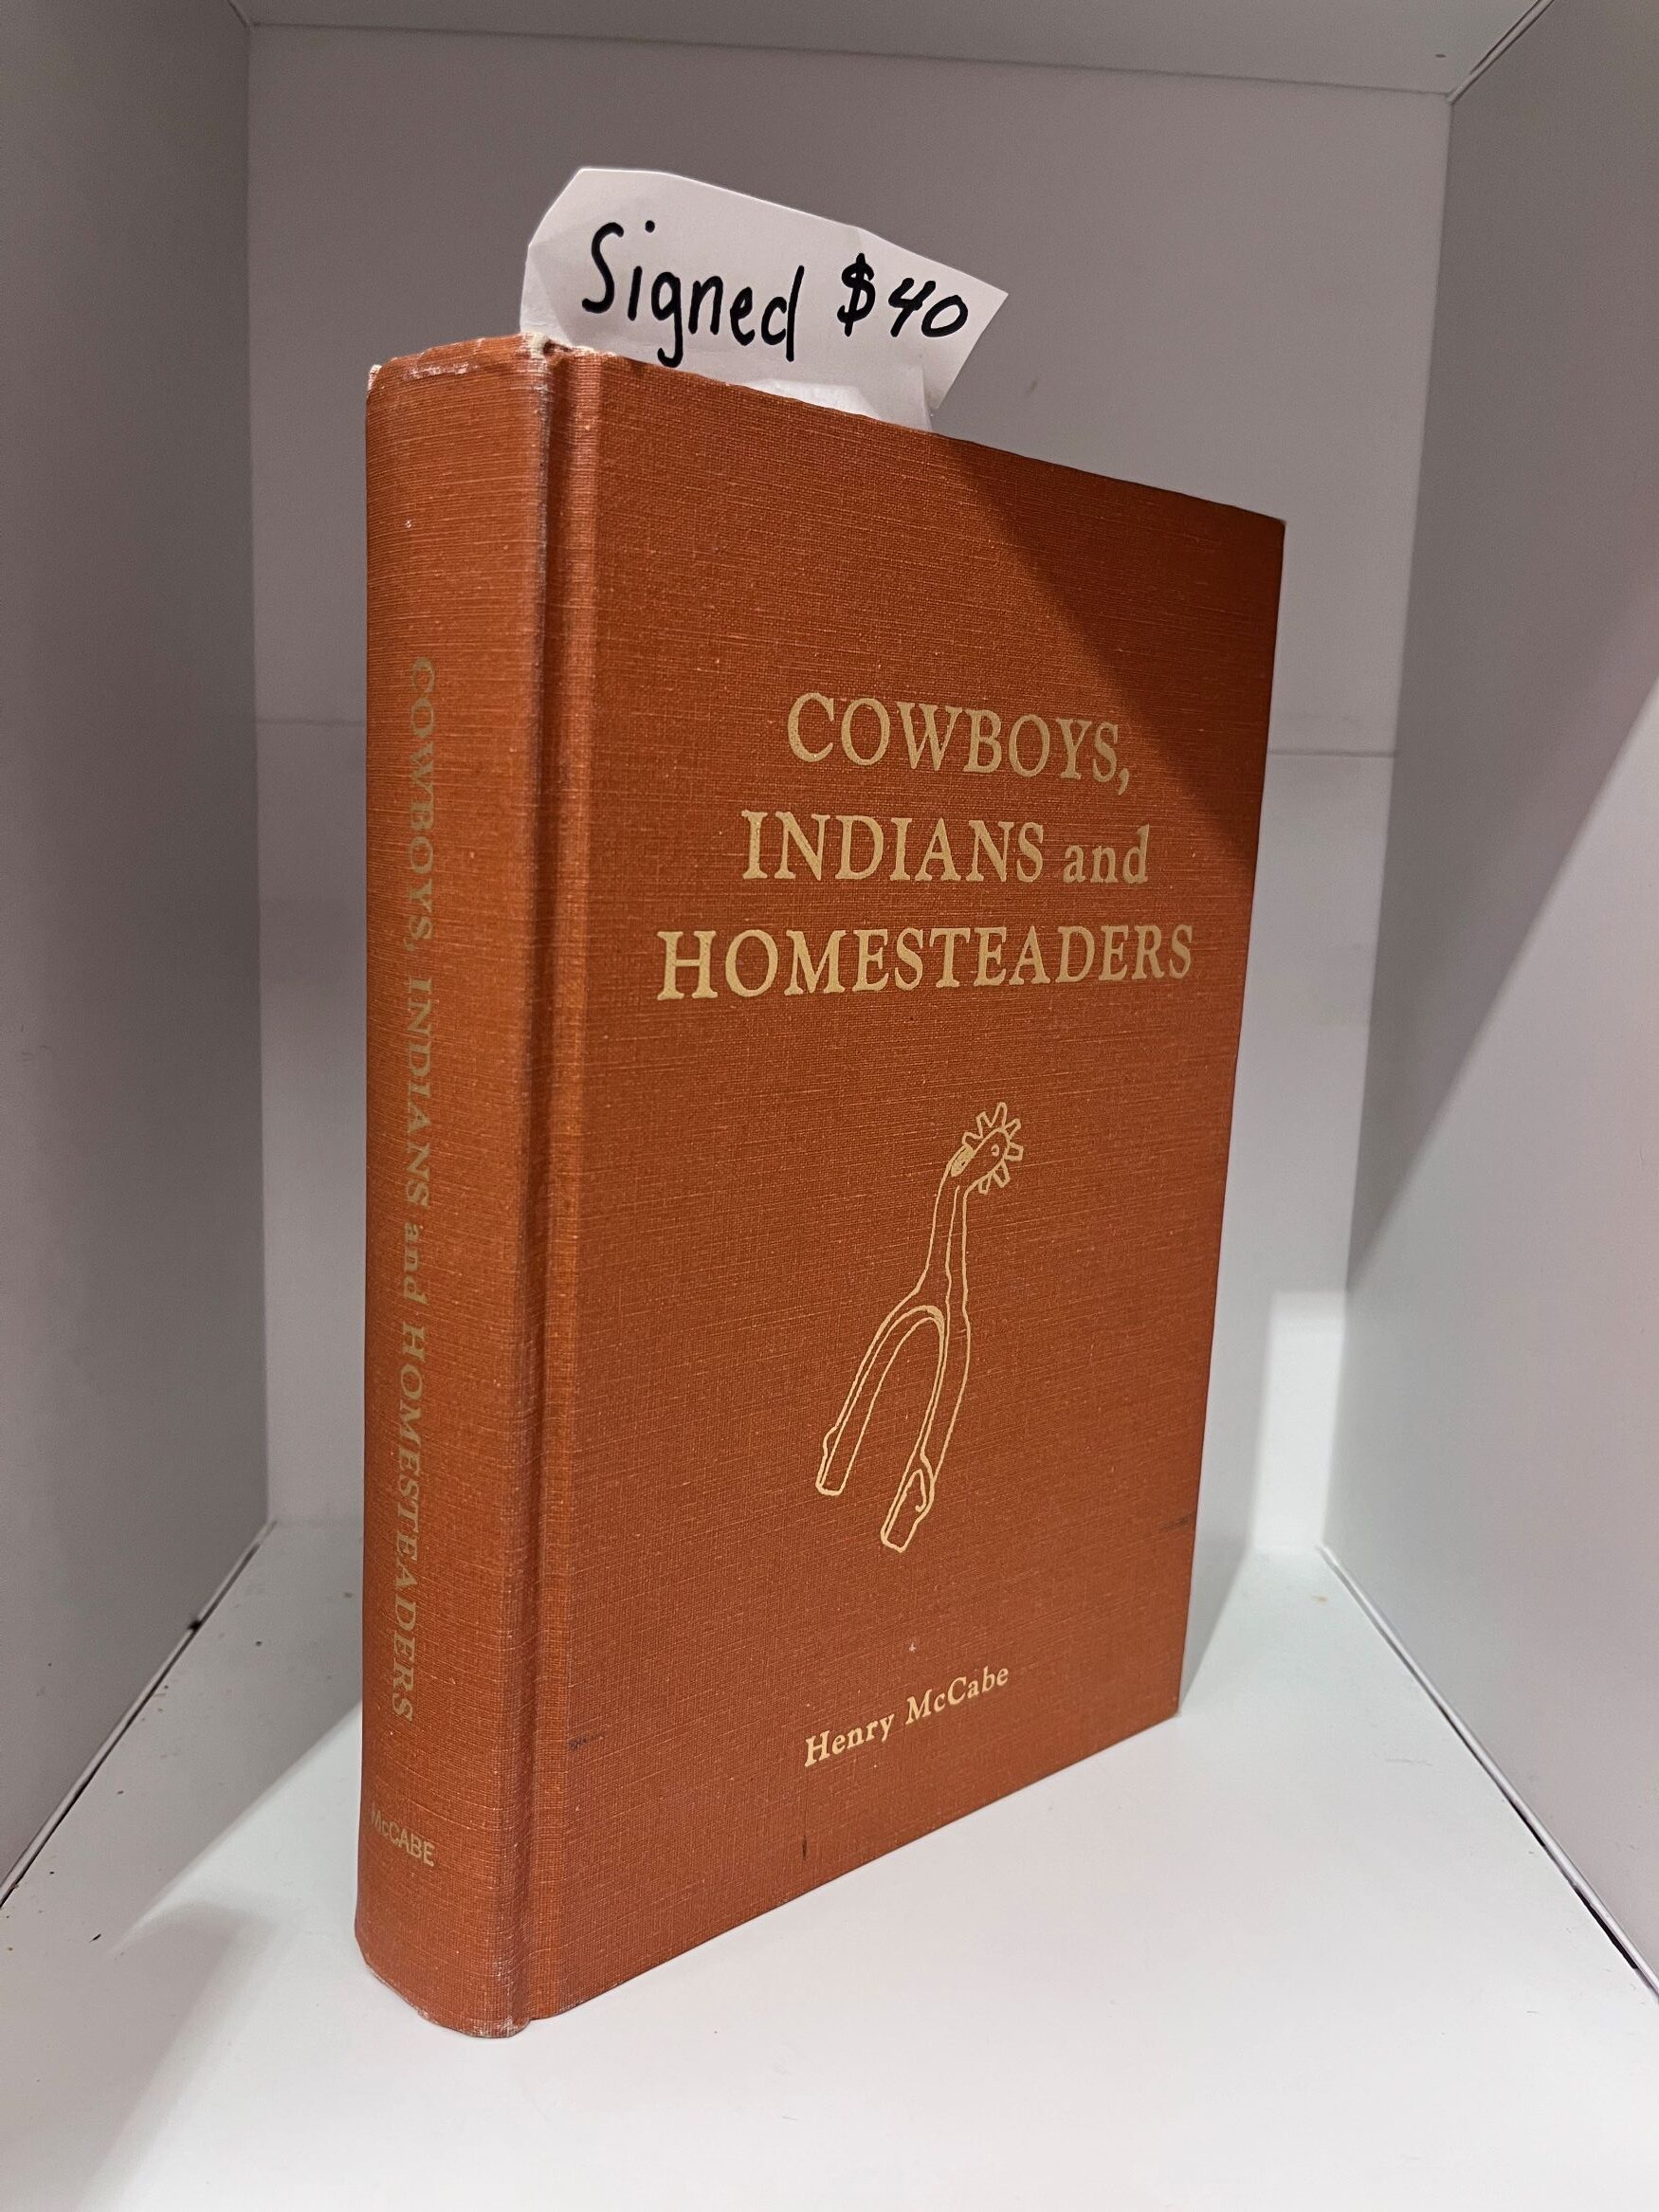 Signed $40
COWBOYS,
INDIANS and
HOMESTEADERS
Henry McCabe
COWBOYS, INDIANS and HOMESTEADERS
McCABE